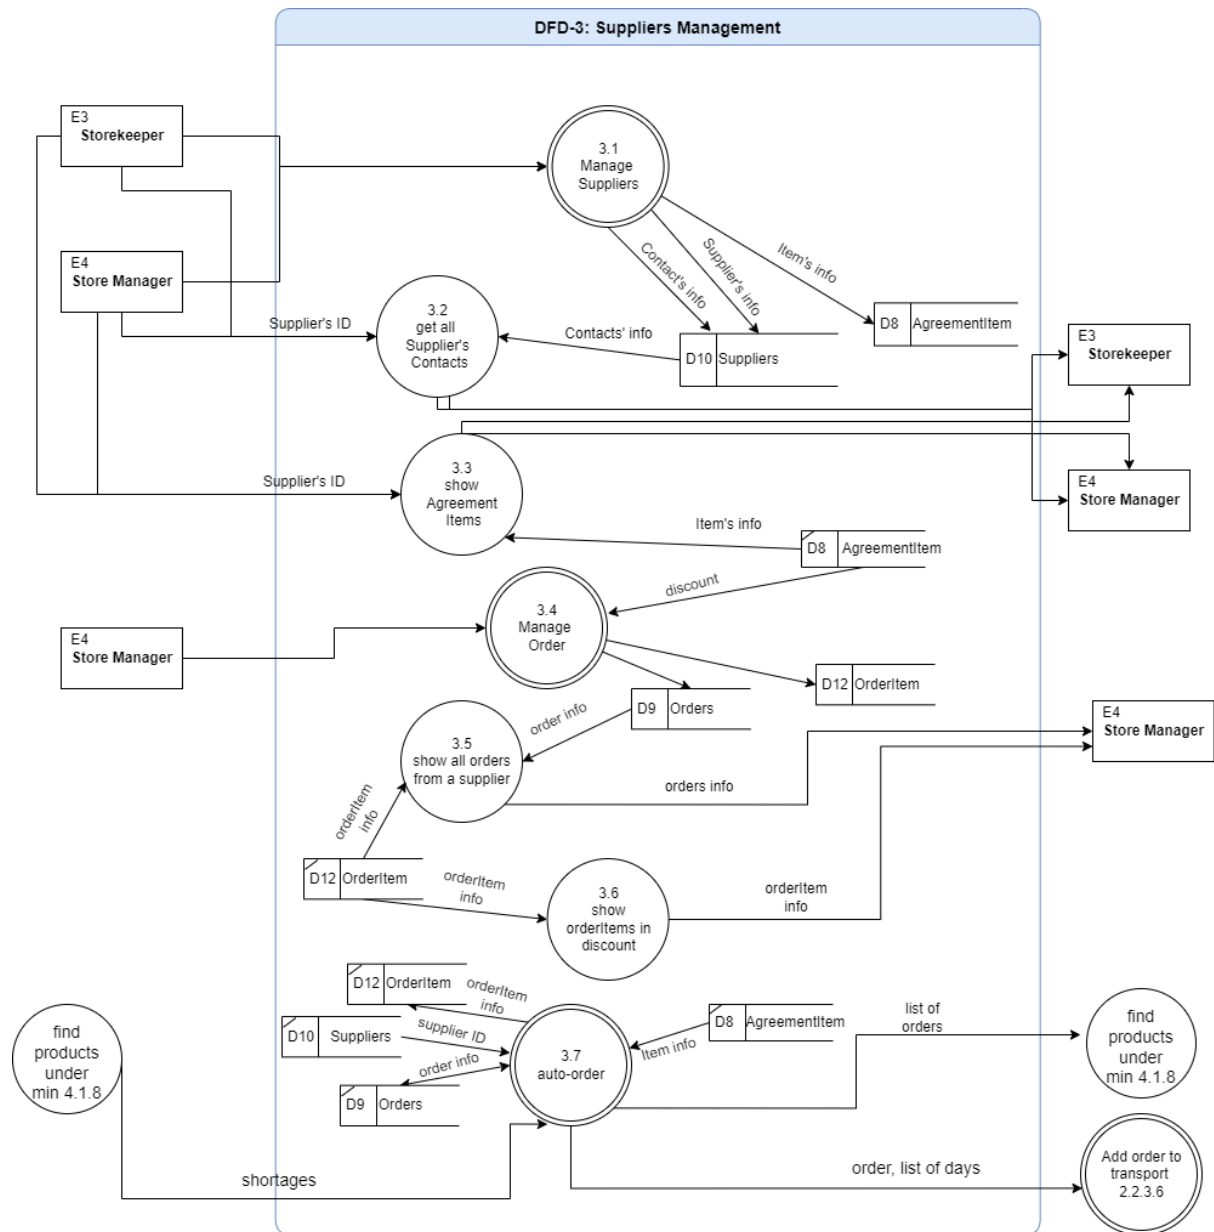 DFD-3: Suppliers Management
E3
Storekeeper
3.1
Manage
Suppliers
E4
Store Manager
Contact's info
Supplier's info
Item's info
Supplier's ID
3.2
get all
Supplier's
Contacts
Contacts' info
D10 Suppliers
D8 AgreementItem
E3
Storekeeper
Supplier's ID
3.3
show
Agreement
Items
E4
Store Manager
Item's info
D8 AgreementItem
discount
E4
Store Manager
3.4
Manage
Order
D12 OrderItem
D9 Orders
order info
E4
Store Manager
3.5
show all orders
from a supplier
orders info
orderItem
info
D12 OrderItem
orderItem
info
3.6
show
orderItems in
discount
orderItem
info
D12 OrderItem
orderItem
info
D10 Suppliers
supplier ID
order info
D9 Orders
3.7
auto-order
D8 AgreementItem
Item info
list of
orders
find
products
under
min 4.1.8
find
products
under
min 4.1.8
shortages
order, list of days
Add order to
transport
2.2.3.6